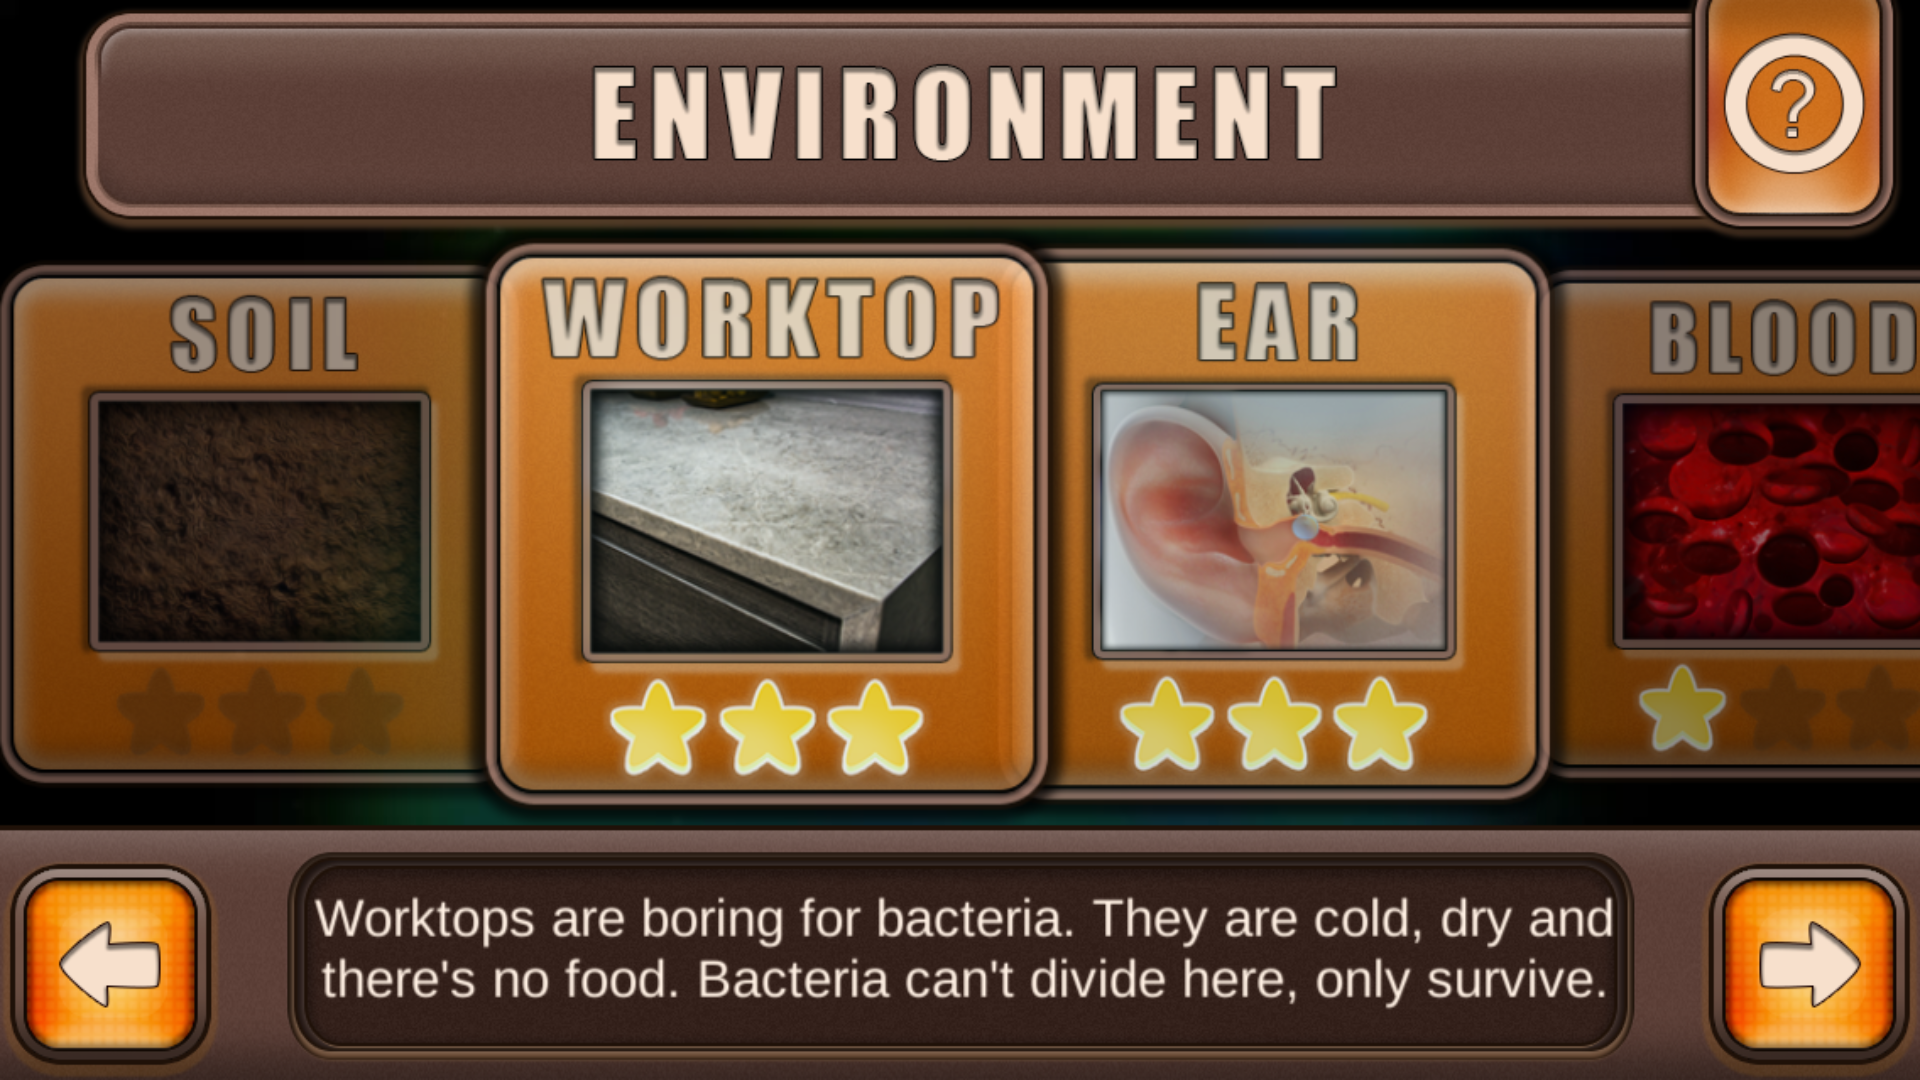 ENVIRONMENT
?
SOIL
WORKTOP
EAR
BLOOD
Worktops are boring for bacteria. They are cold, dry and
there's no food. Bacteria can't divide here, only survive.